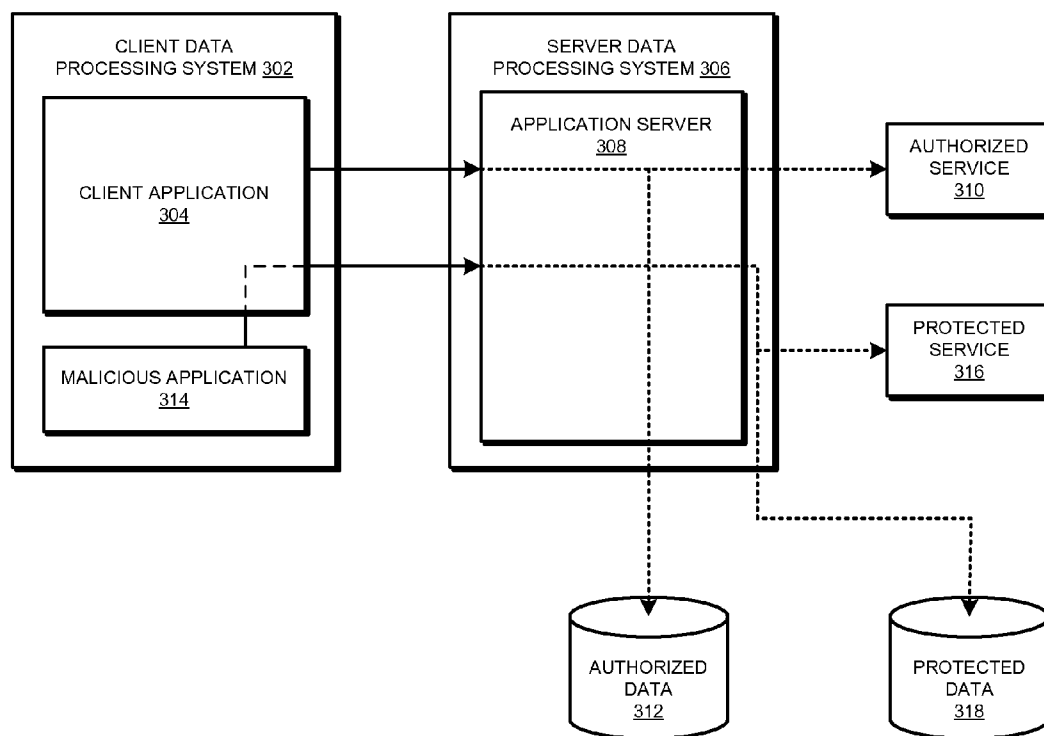 CLIENT DATA
PROCESSING SYSTEM 302
CLIENT APPLICATION
304
MALICIOUS APPLICATION
314
SERVER DATA
PROCESSING SYSTEM 306
APPLICATION SERVER
308
AUTHORIZED
SERVICE
310
PROTECTED
SERVICE
316
AUTHORIZED
DATA
312
PROTECTED
DATA
318